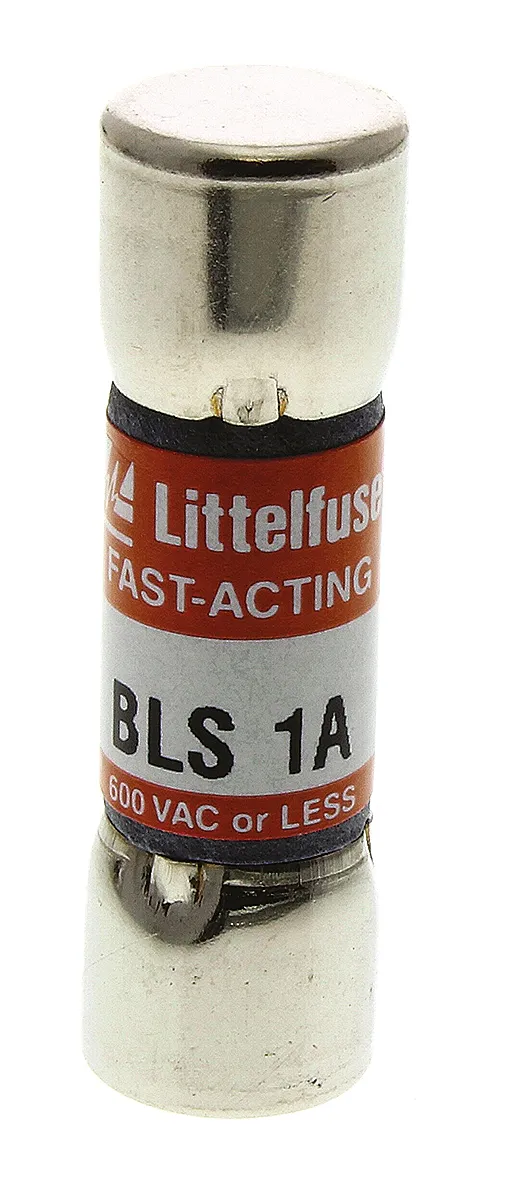 Littelfuse
FAST-ACTING
BLS 1A
600 VAC or LESS